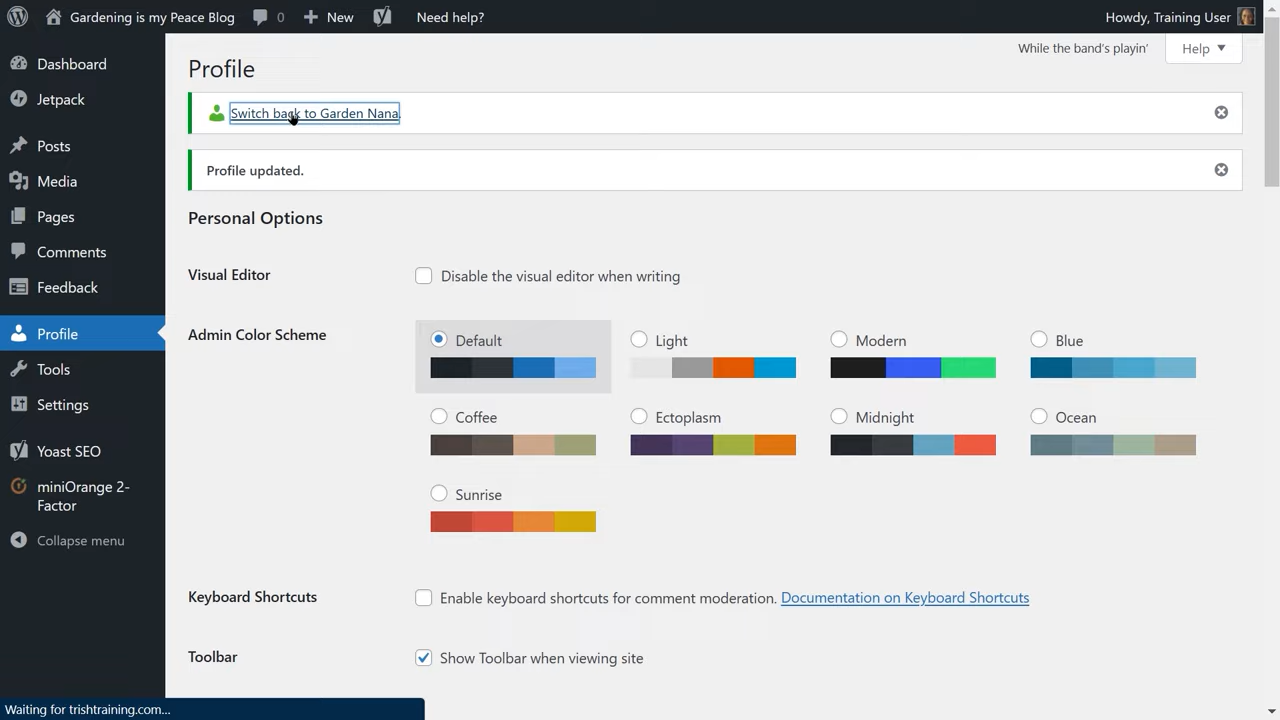 Gardening is my Peace Blog
0
New
Need help?
Howdy, Training User
While the band's playin'
Help
Dashboard
Jetpack
Posts
Media
Pages
Comments
Feedback
Profile
Tools
Settings
Yoast SEO
miniOrange 2-
Factor
Collapse menu
Profile
Switch back to Garden Nana.
Profile updated.
Personal Options
Visual Editor
Disable the visual editor when writing
Admin Color Scheme
Default
Light
Modern
Blue
Coffee
Ectoplasm
Midnight
Ocean
Sunrise
Keyboard Shortcuts
Enable keyboard shortcuts for comment moderation. Documentation on Keyboard Shortcuts
Toolbar
Show Toolbar when viewing site
Waiting for trishtraining.com...